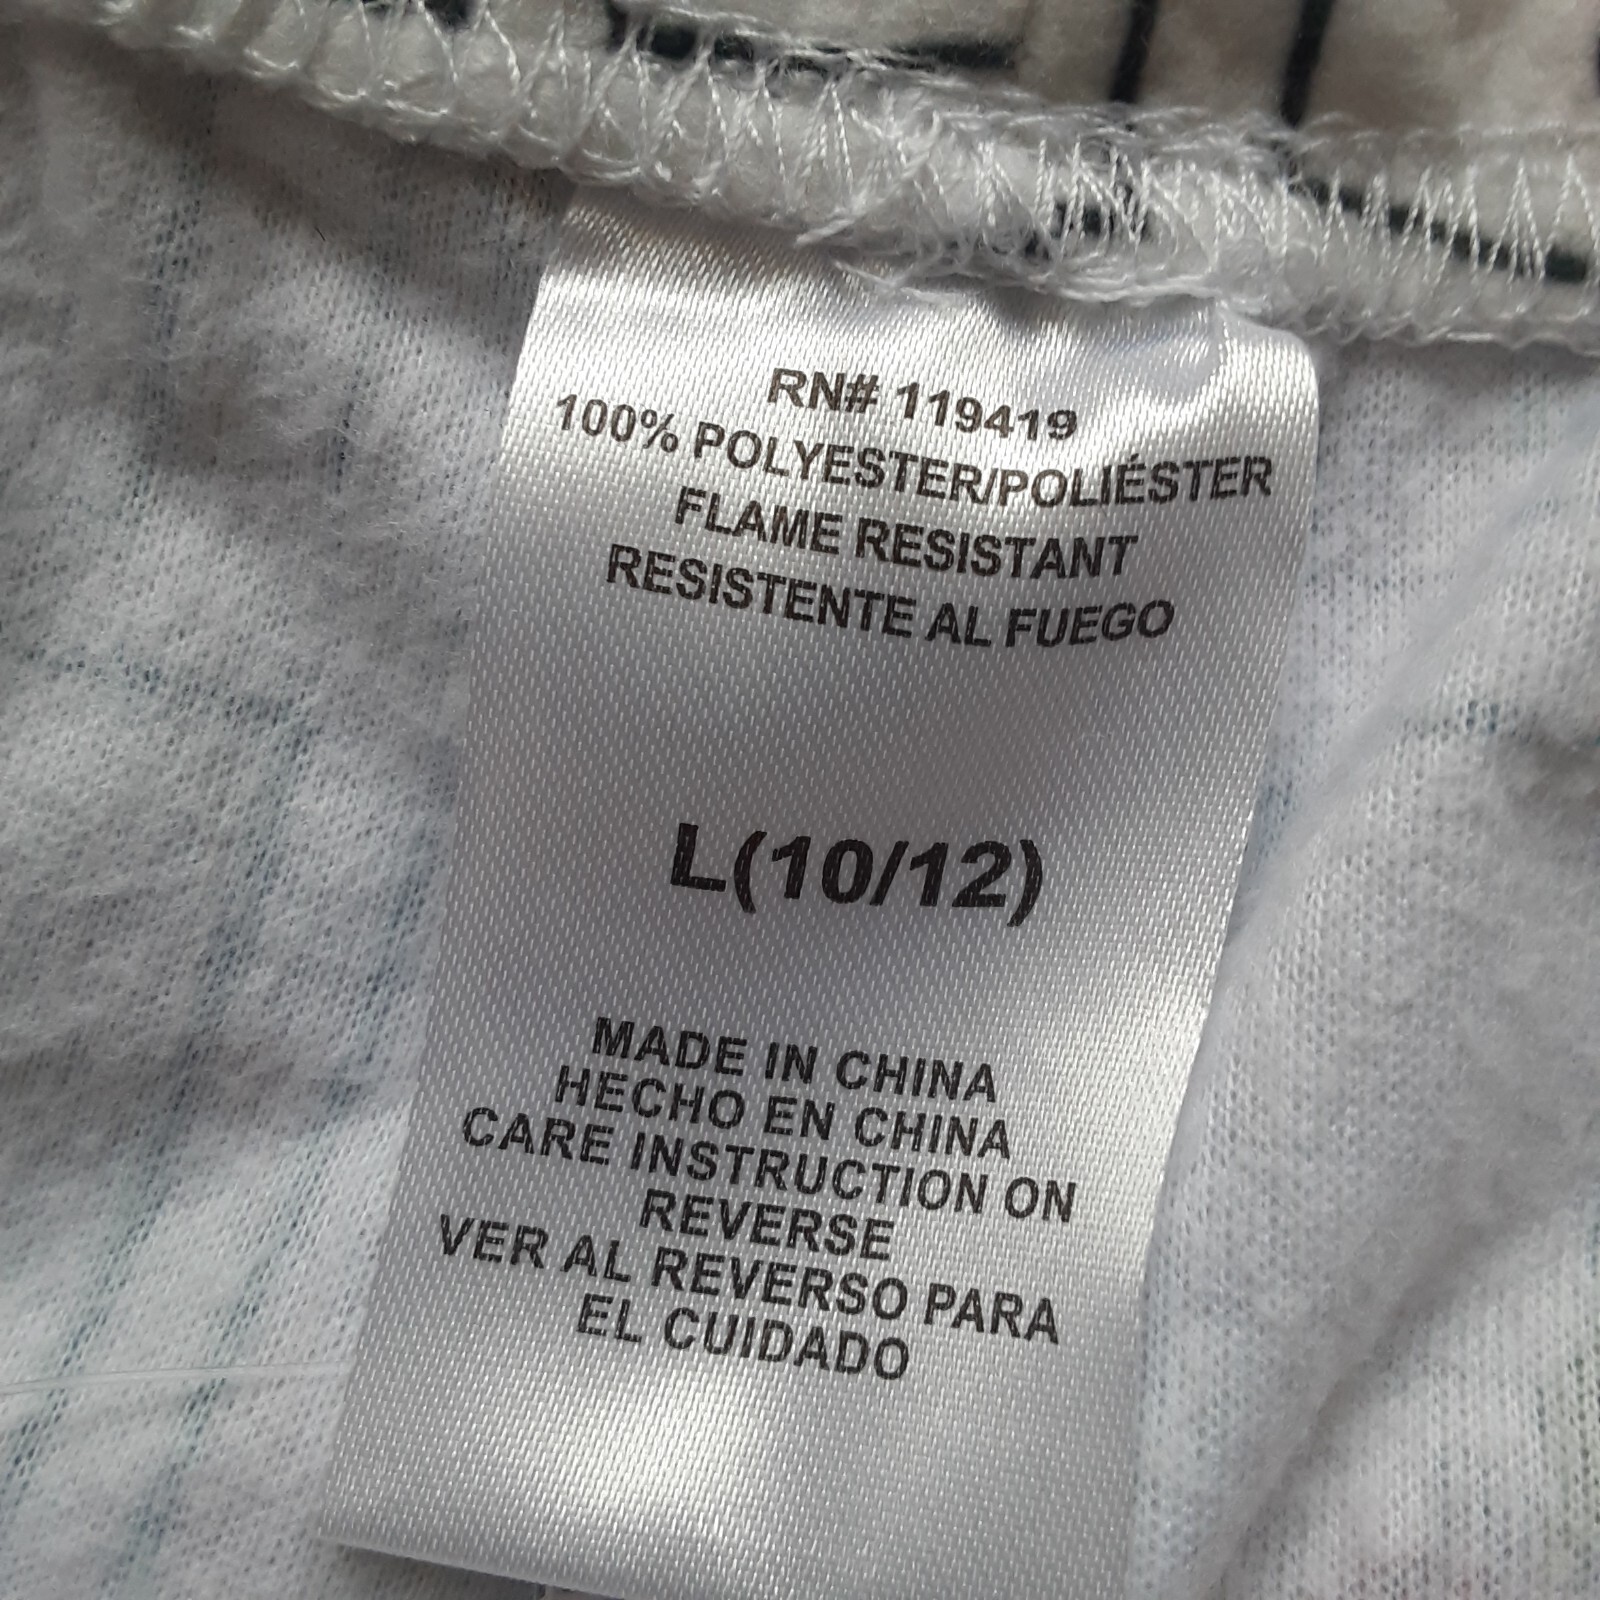 RN# 119419
100% POLYESTER/POLIÉSTER
FLAME RESISTANT
RESISTENTE AL FUEGO
L(10/12)
MADE IN CHINA
HECHO EN CHINA
CARE INSTRUCTION ON
REVERSE
VER AL REVERSO PARA
EL CUIDADO